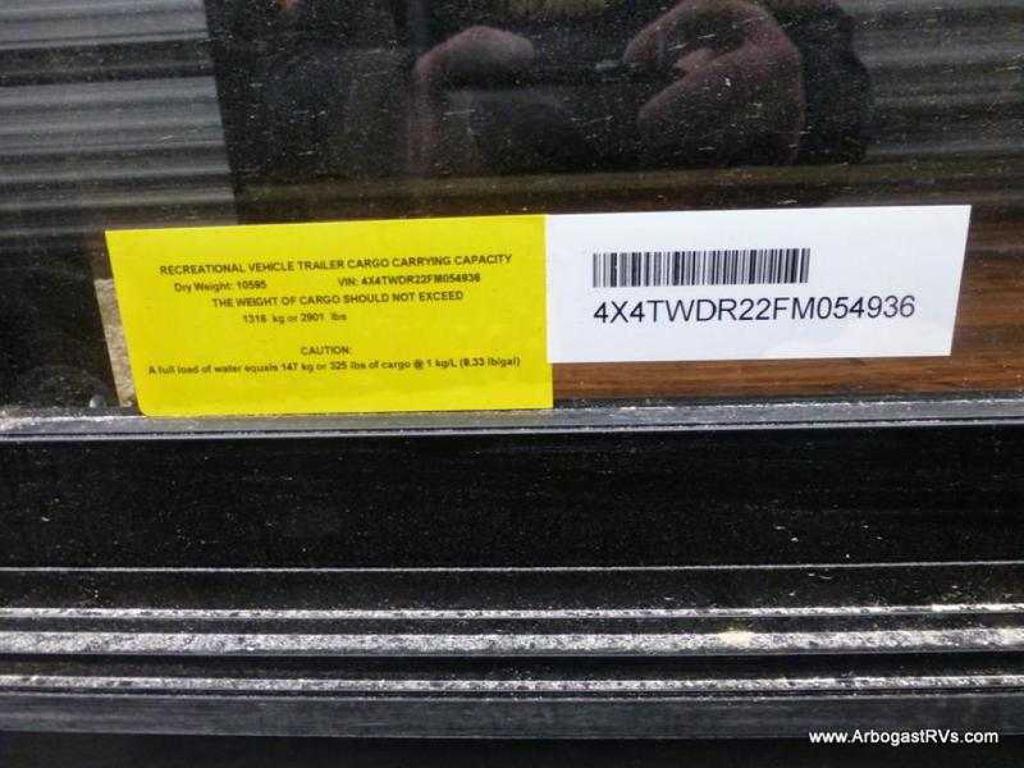 RECREATIONAL VEHICLE TRAILER CARGO CARRYING CAPACITY
Dry Weight: 10595 VIN: 4X4TWDR22FM054936
THE WEIGHT OF CARGO SHOULD NOT EXCEED
1316 kg or 2901 lbs
CAUTION:
A full load of water equals 147 kg or 325 lbs of cargo @ 1 kg/L (8.33 lb/gal)
4X4TWDR22FM054936
www.ArbogastRVs.com